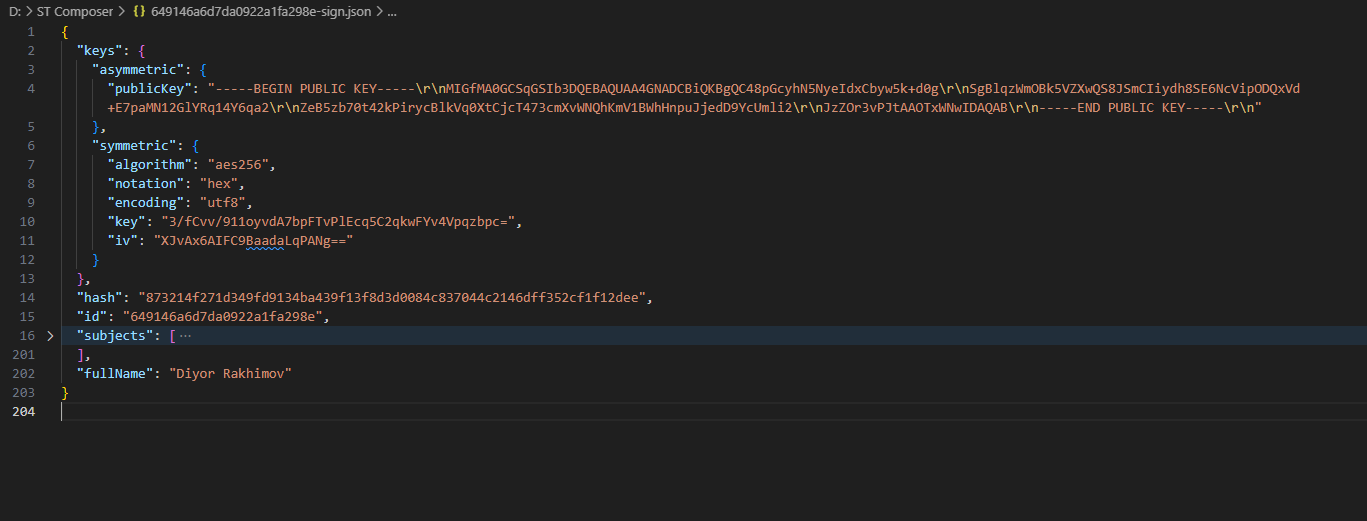 D: > ST Composer > {} 649146a6d7da0922a1fa298e-sign.json > ...
1 {
2 "keys": {
3 "asymmetric": {
4 "publicKey": "-----BEGIN PUBLIC KEY-----\r\nMIGfMA0GCSqGSIb3DQEBAQUAA4GNADCBiQKBgQC48pGcyhN5NyeIdxCbyw5k+d0g\r\nSgBlqzWmOBk5VZXwQS8JSmCIiydh8SE6NcVipODQxVd
+E7paMN12GlYRq14Y6qa2\r\nZeB5zb70t42kPirycBlkVq0XtCjcT473cmXvWNQhKmV1BWhHnpuJjedD9YcUmli2\r\nJzZOr3vPJtAAOTxWNwIDAQAB\r\n-----END PUBLIC KEY-----\r\n"
5 },
6 "symmetric": {
7 "algorithm": "aes256",
8 "notation": "hex",
9 "encoding": "utf8",
10 "key": "3/fCvv/911oyvdA7bpFTvPlEcq5C2qkwFYv4Vpqzbpc=",
11 "iv": "XJvAx6AIFC9BaadaLqPANg=="
12 }
13 },
14 "hash": "873214f271d349fd9134ba439f13f8d3d0084c837044c2146dff352cf1f12dee",
15 "id": "649146a6d7da0922a1fa298e",
16 > "subjects": [ ...
201 ],
202 "fullName": "Diyor Rakhimov"
203 }
204